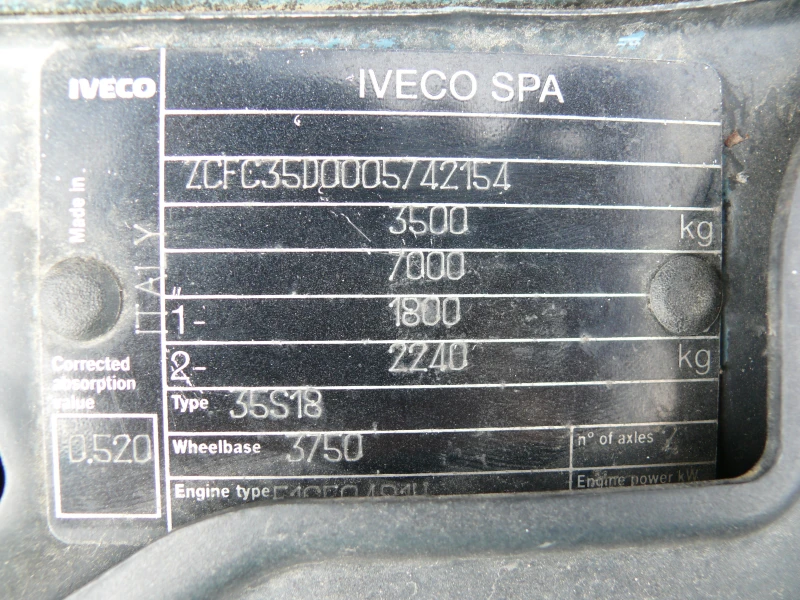 IVECO
IVECO SPA
Made in
ITALY
ZCFC35D0005742154
3500 kg
7000
1- 1800
2- 2240 kg
Corrected
absorption
value
0.520
Type 35S18
Wheelbase 3750
n° of axles 2
Engine type
Engine power kW